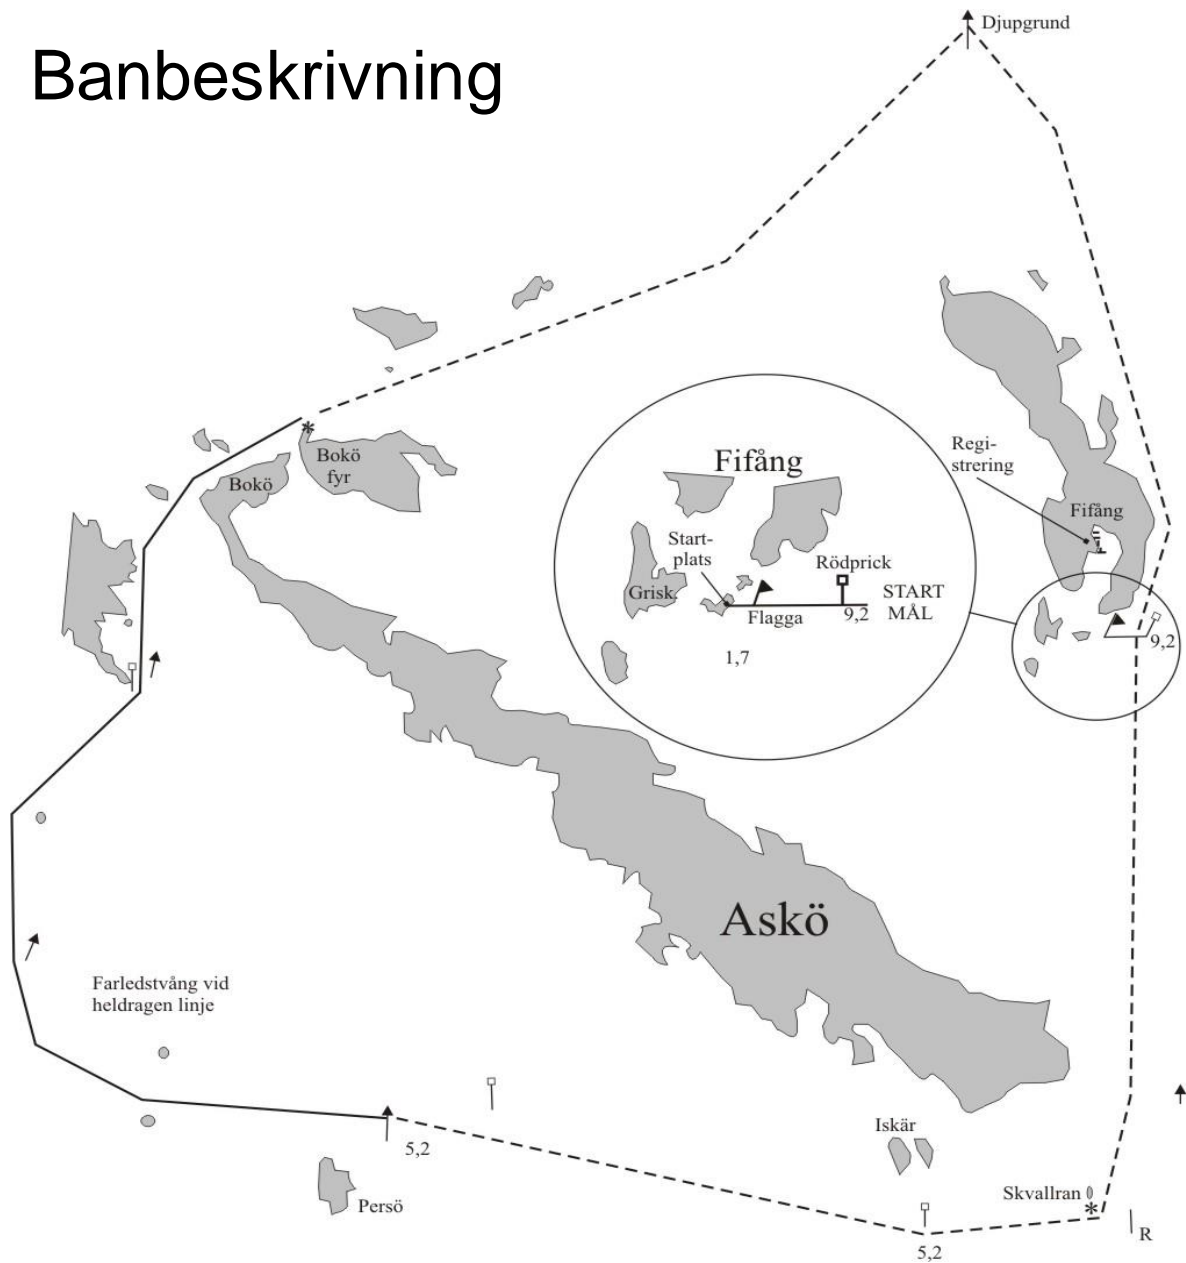 Djupgrund
Banbeskrivning
Regi-
strering
Bokö
fyr
Bokö
Fifång
Fifång
Start-
plats
Rödprick
Grisk.
START
MÅL
Flagga
9,2
9,2
1,7
Askö
Farledstvång vid
heldragen linje
5,2
Iskär
Persö
Skvallran
R
5,2